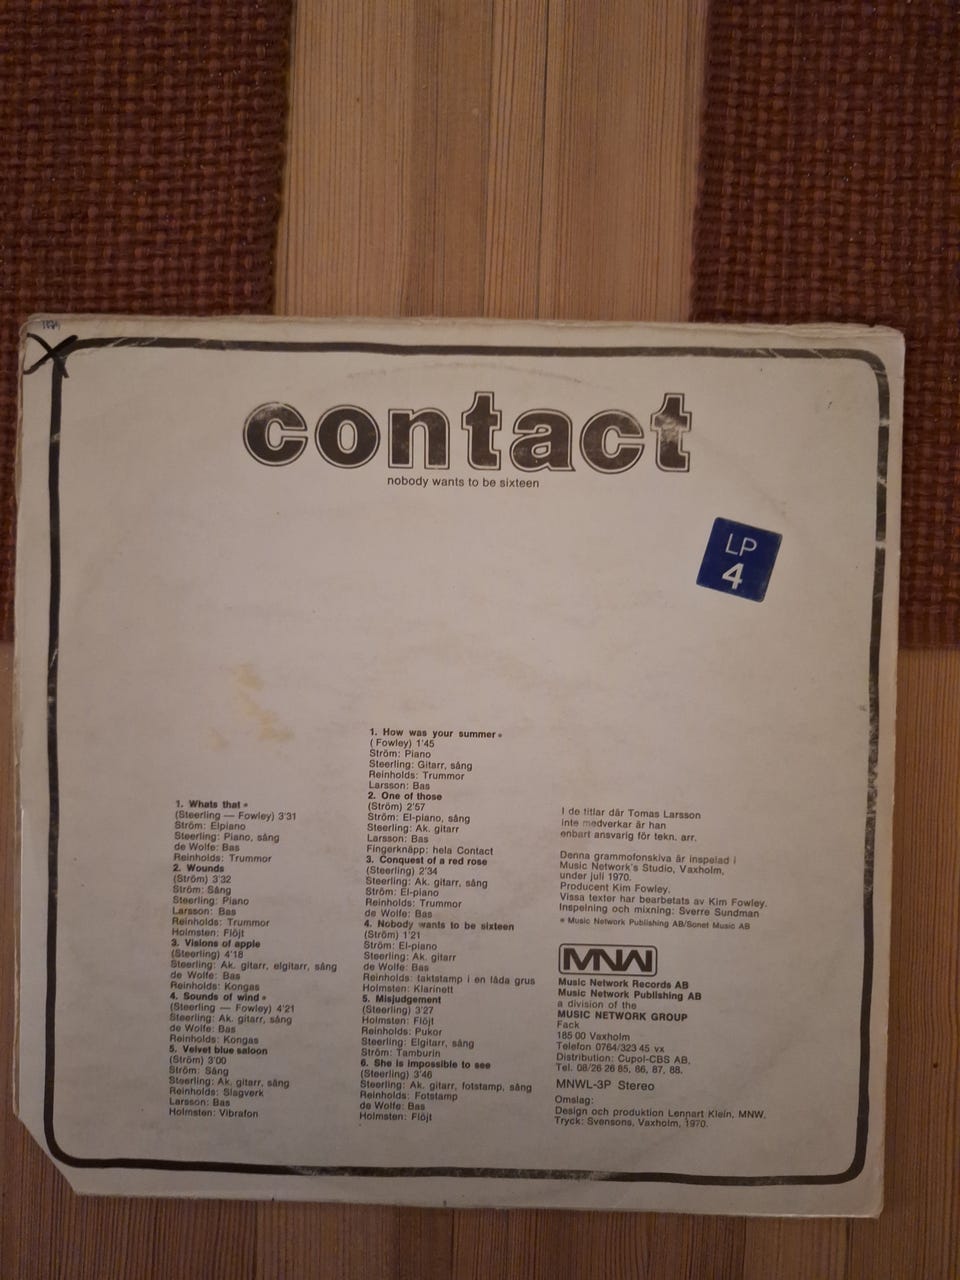 contact
nobody wants to be sixteen
LP
4
1. Whats that *
(Steerling — Fowley) 3'31
Ström: Elpiano
Steerling: Piano, sång
de Wolfe: Bas
Reinholds: Trummor
2. Wounds
(Ström) 3'32
Ström: Sång
Steerling: Piano
Larsson: Bas
Reinholds: Trummor
Holmsten: Flöjt
3. Visions of apple
(Steerling) 4'18
Steerling: Ak. gitarr, elgitarr, sång
de Wolfe: Bas
Reinholds: Kongas
4. Sounds of wind *
(Steerling — Fowley) 4'21
Steerling: Ak. gitarr, sång
de Wolfe: Bas
Reinholds: Kongas
5. Velvet blue saloon
(Ström) 3'00
Ström: Sång
Steerling: Ak. gitarr, sång
Reinholds: Slagverk
Larsson: Bas
Holmsten: Vibrafon
1. How was your summer *
( Fowley) 1'45
Ström: Piano
Steerling: Gitarr, sång
Reinholds: Trummor
Larsson: Bas
2. One of those
(Ström) 2'57
Ström: El-piano, sång
Steerling: Ak. gitarr
Larsson: Bas
Fingerknäpp: hela Contact
3. Conquest of a red rose
(Steerling) 2'34
Steerling: Ak. gitarr, sång
Ström: El-piano
Reinholds: Trummor
de Wolfe: Bas
4. Nobody wants to be sixteen
(Ström) 1'21
Ström: El-piano
Steerling: Ak. gitarr
de Wolfe: Bas
Reinholds: taktstamp i en låda grus
Holmsten: Klarinett
5. Misjudgement
(Steerling) 3'27
Holmsten: Flöjt
Reinholds: Pukor
Steerling: Elgitarr, sång
Ström: Tamburin
6. She is impossible to see
(Steerling) 3'46
Steerling: Ak. gitarr, fotstamp, sång
Reinholds: Fotstamp
de Wolfe: Bas
Holmsten: Flöjt
I de titlar där Tomas Larsson
inte medverkar är han
enbart ansvarig för tekn. arr.
Denna grammofonskiva är inspelad i
Music Network's Studio, Vaxholm,
under juli 1970.
Producent Kim Fowley.
Vissa texter har bearbetats av Kim Fowley.
Inspelning och mixning: Sverre Sundman
* Music Network Publishing AB/Sonet Music AB
MNW
Music Network Records AB
Music Network Publishing AB
a division of the
MUSIC NETWORK GROUP
Fack
185 00 Vaxholm
Telefon 0764/323 45 vx
Distribution: Cupol-CBS AB,
Tel. 08/26 26 85, 86, 87, 88.
MNWL-3P Stereo
Omslag:
Design och produktion Lennart Klein, MNW.
Tryck: Svensons, Vaxholm, 1970.